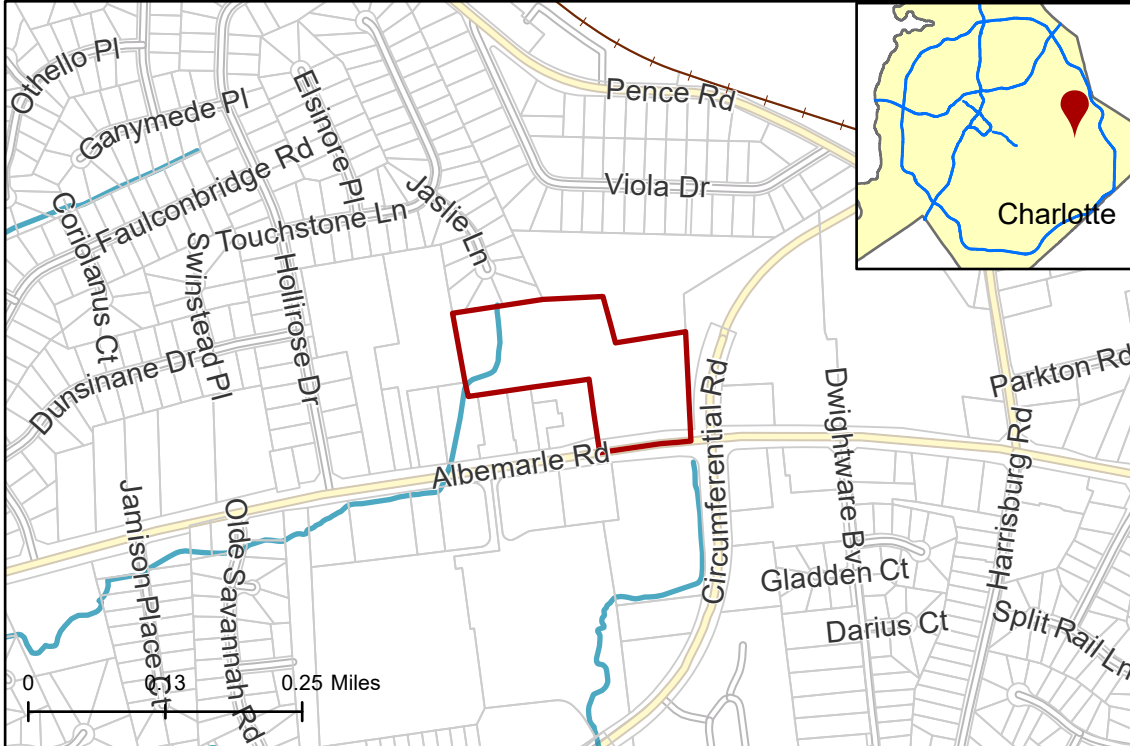 Othello Pl
Ganymede Pl
Elsinore Pl
Pence Rd
Faulconbridge Rd
Jaslie Ln
Viola Dr
Coriolanus Ct
Touchstone Ln
Charlotte
Swinstead Pl
Hollirose Dr
Dunsinane Dr
Circumferential Rd
Dwightware Bv
Parkton Rd
Harrisburg Rd
Albemarle Rd
Jamison Place Ct
Olde Savannah Rd
Gladden Ct
Darius Ct
Split Rail Ln
0 0.13 0.25 Miles